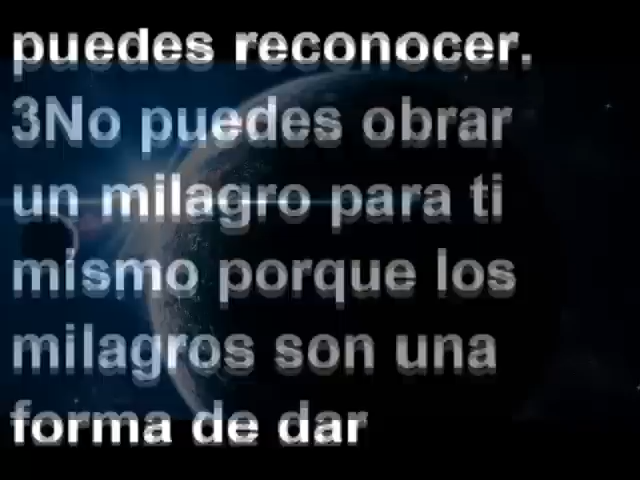 puedes reconocer.
3No puedes obrar
un milagro para ti
mismo porque los
milagros son una
forma de dar